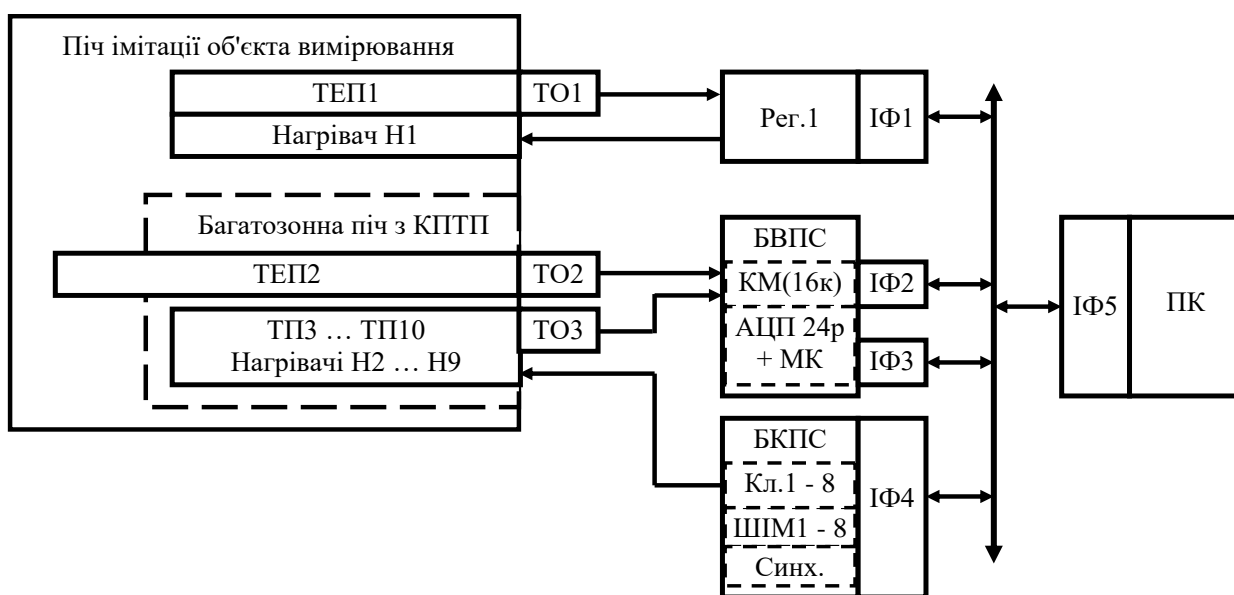 Піч імітації об'єкта вимірювання
ТЕП1
ТО1
Нагрівач Н1
Рег.1
ІФ1
Багатозонна піч з КПТП
ТЕП2
ТО2
ТП3 … ТП10
Нагрівачі Н2 … Н9
ТО3
БВПС
КМ(16к)
ІФ2
АЦП 24р
+ МК
ІФ3
БКПС
Кл.1 - 8
ШІМ1 - 8
Синх.
ІФ4
ІФ5
ПК